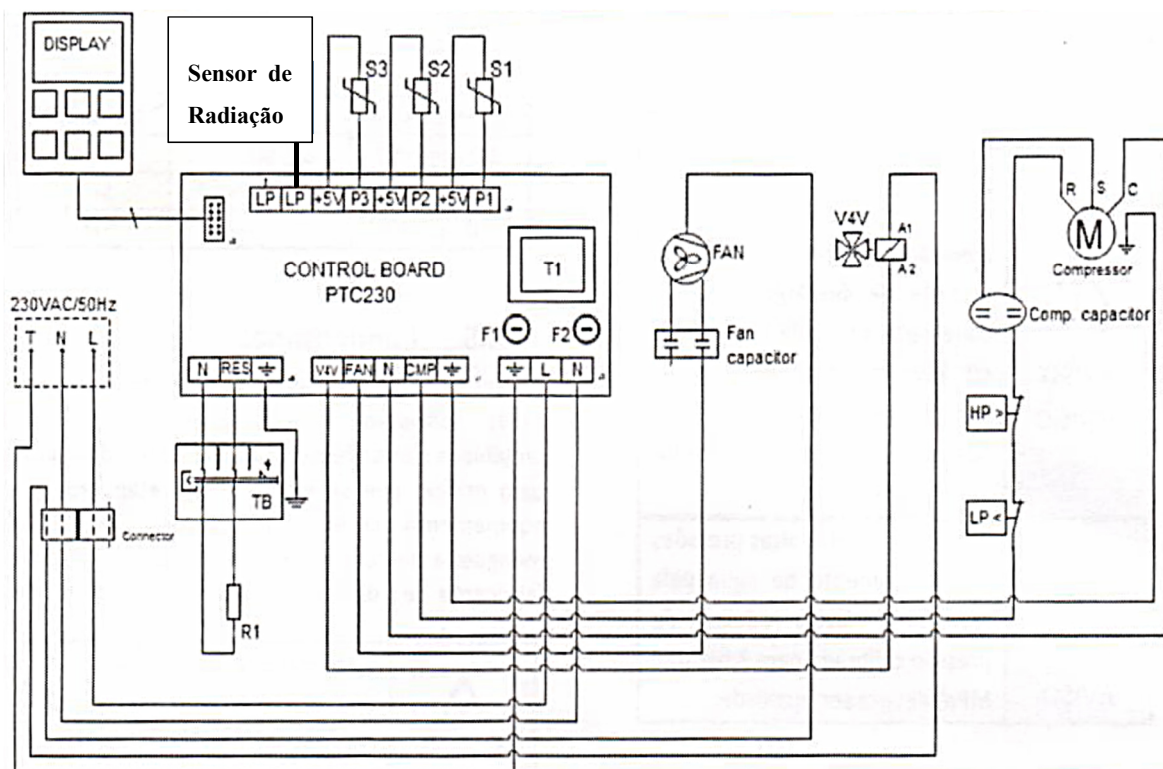 DISPLAY
Sensor de
Radiação
S3
S2
S1
LP LP +5V P3 +5V P2 +5V P1
R S C
V4V
A1
A2
M
FAN
Compressor
CONTROL BOARD
PTC230
T1
230VAC/50Hz
T N L
F1
F2
Fan
capacitor
Comp. capacitor
N RES
V4V FAN N CMP
L N
HP >
TB
LP <
Connector
R1